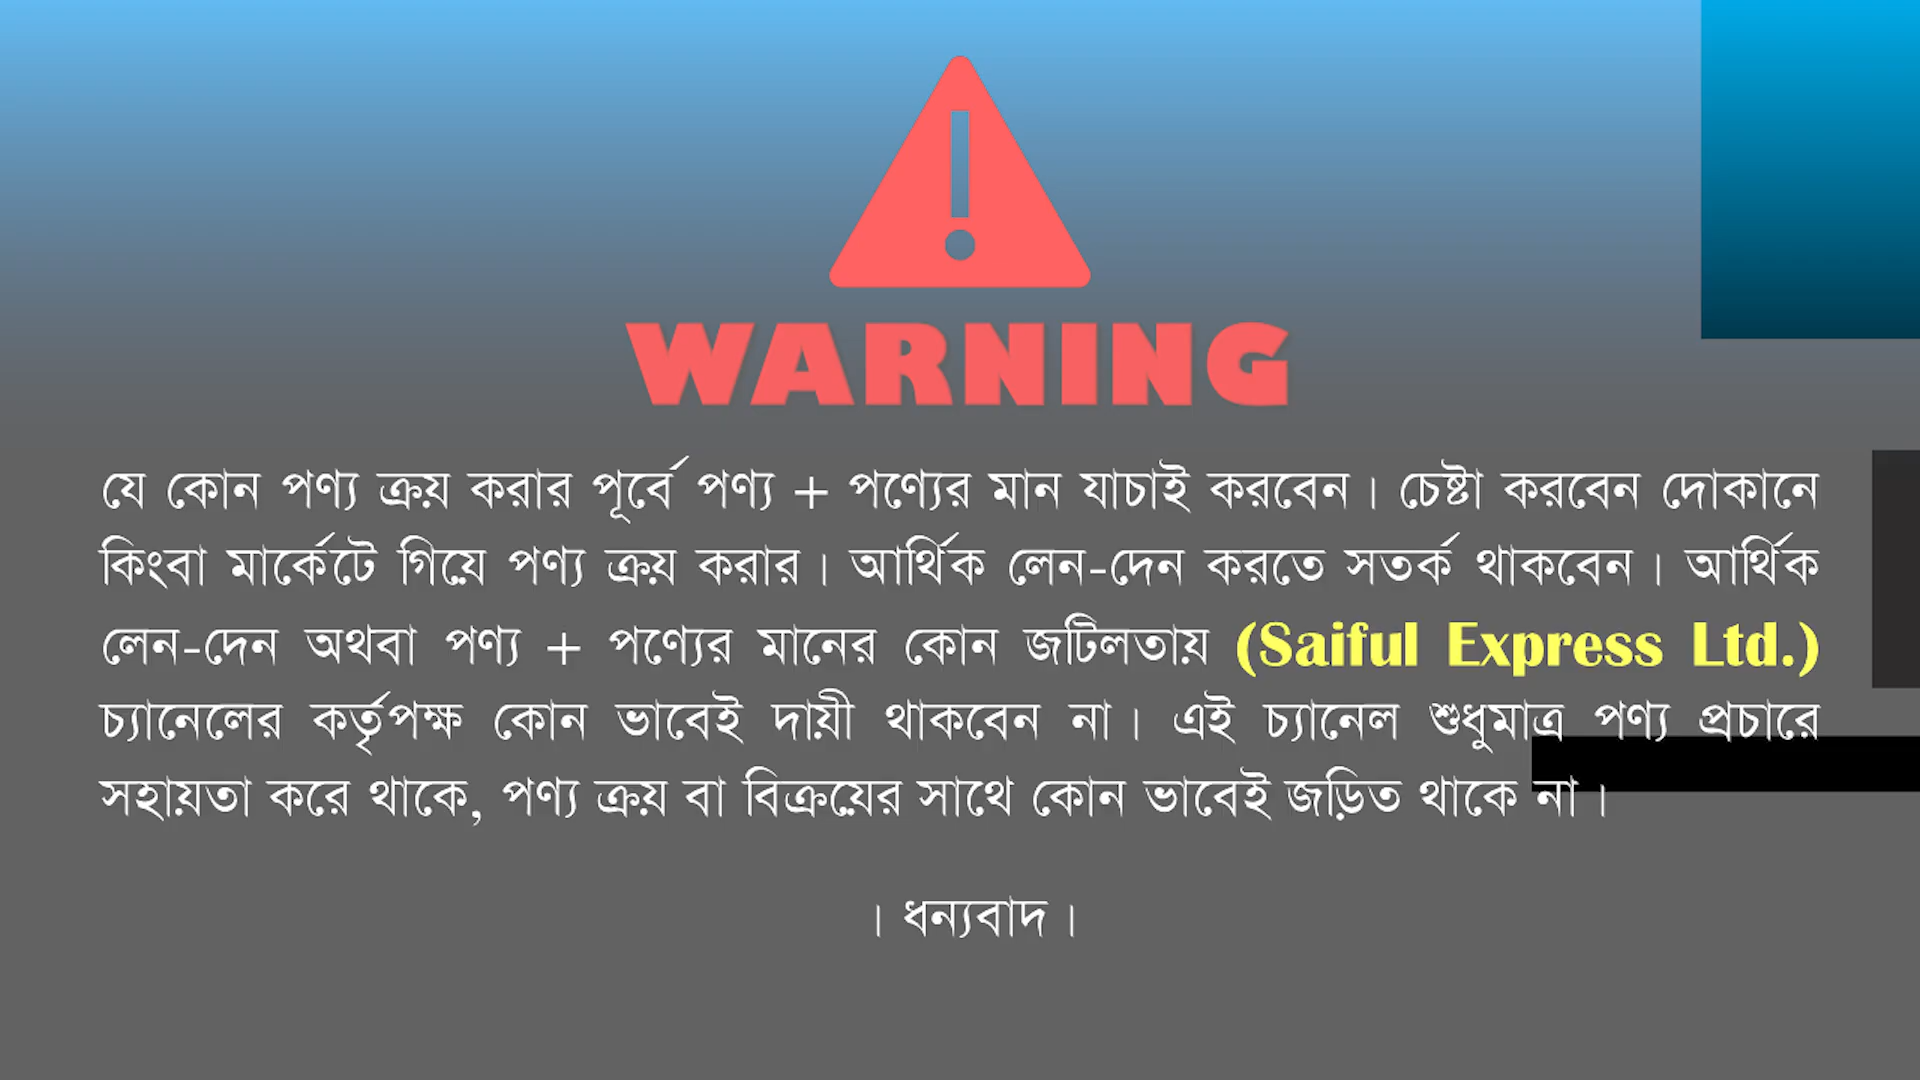 WARNING
যে কোন পণ্য ক্রয় করার পূর্বে পণ্য + পণ্যের মান যাচাই করবেন। চেষ্টা করবেন দোকানে
কিংবা মার্কেটে গিয়ে পণ্য ক্রয় করার। আর্থিক লেন-দেন করতে সতর্ক থাকবেন। আর্থিক
লেন-দেন অথবা পণ্য + পণ্যের মানের কোন জটিলতায় (Saiful Express Ltd.)
চ্যানেলের কর্তৃপক্ষ কোন ভাবেই দায়ী থাকবেন না। এই চ্যানেল শুধুমাত্র পণ্য প্রচারে
সহায়তা করে থাকে, পণ্য ক্রয় বা বিক্রয়ের সাথে কোন ভাবেই জড়িত থাকে না।
। ধন্যবাদ ।